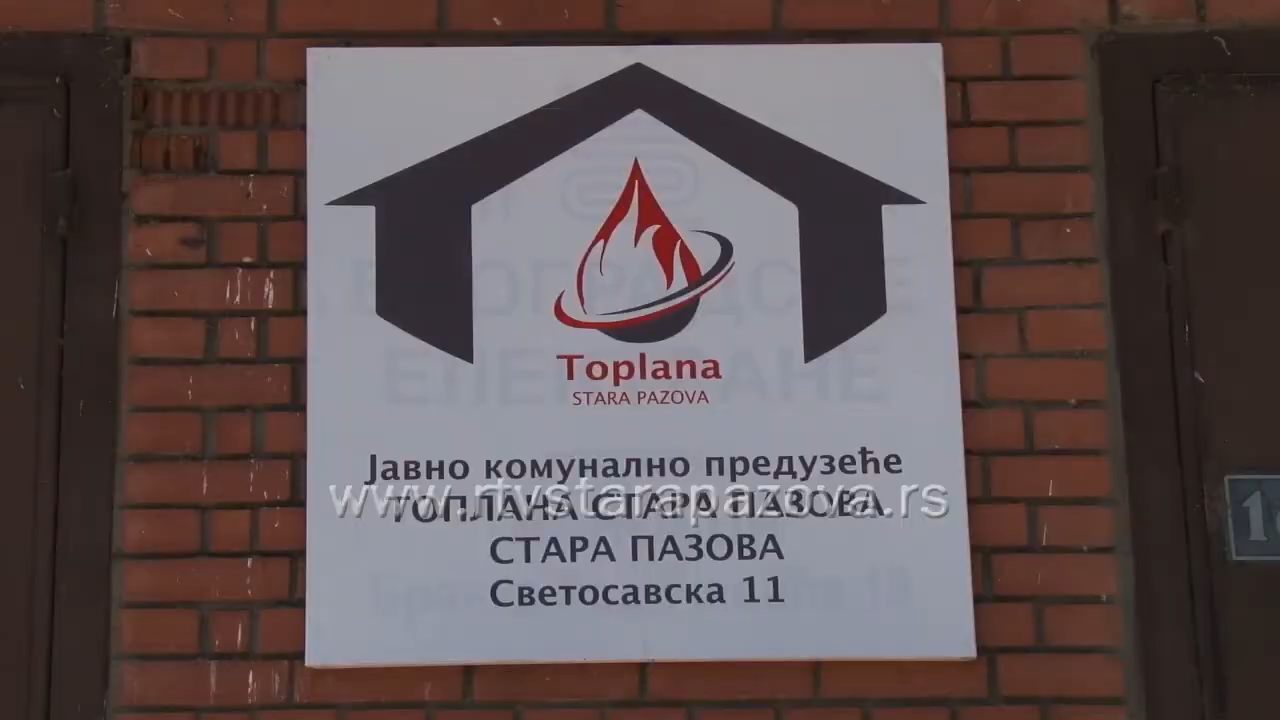 Toplana
STARA PAZOVA
Јавно комунално предузеће
ТОПЛАНА СТАРА ПАЗОВА
www.rtvstarapazova.rs
СТАРА ПАЗОВА
Светосавска 11